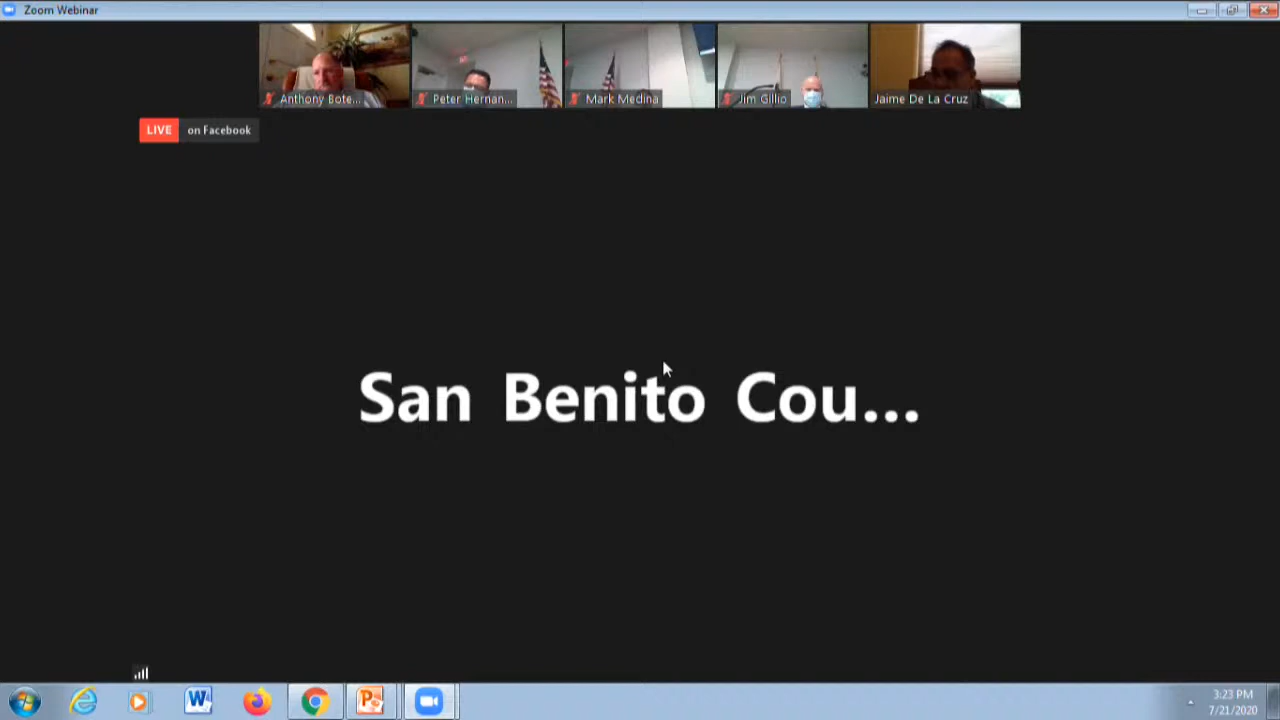 Zoom Webinar
Anthony Bote...
Peter Hernan...
Mark Medina
Jim Gillio
Jaime De La Cruz
LIVE on Facebook
San Benito Cou...
3:23 PM
7/21/2020